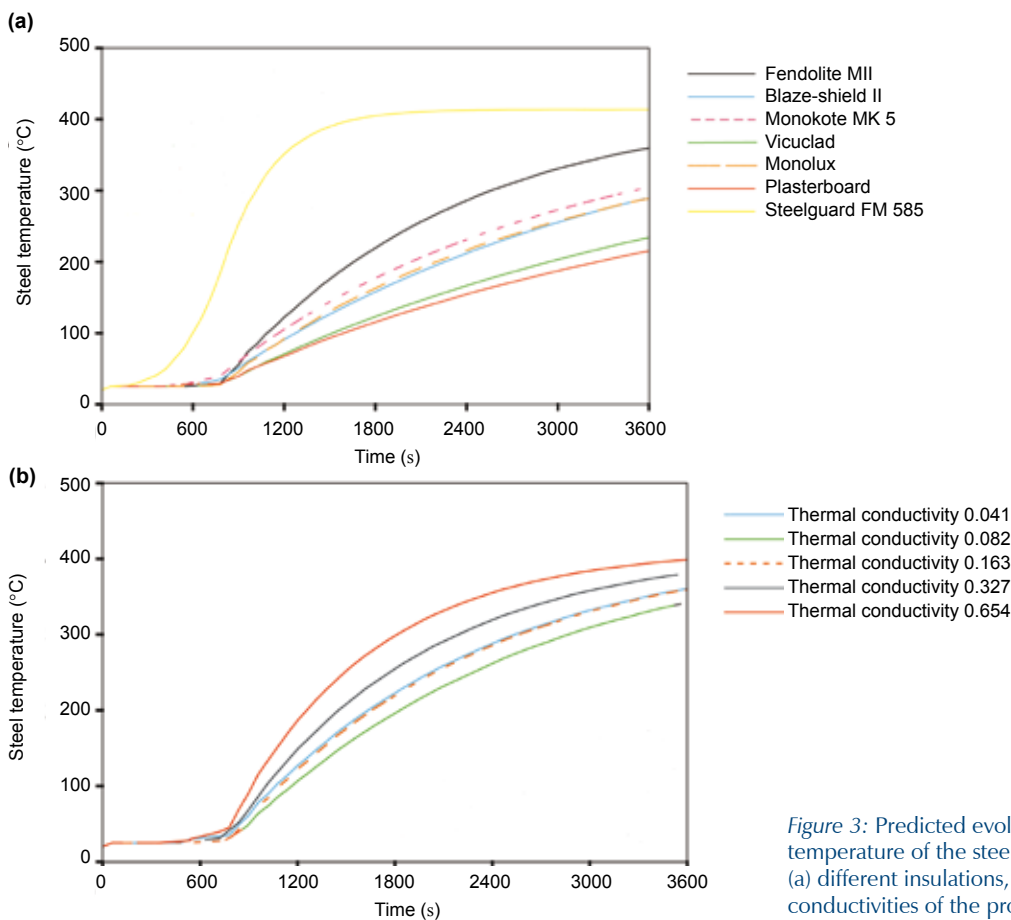 (a)
500
400
300
200
100
0
Steel temperature (°C)
0 600 1200 1800 2400 3000 3600
Time (s)
Fendolite MII
Blaze-shield II
Monokote MK 5
Vicuclad
Monolux
Plasterboard
Steelguard FM 585
(b)
500
400
300
200
100
0
Steel temperature (°C)
0 600 1200 1800 2400 3000 3600
Time (s)
Thermal conductivity 0.041
Thermal conductivity 0.082
Thermal conductivity 0.163
Thermal conductivity 0.327
Thermal conductivity 0.654
Figure 3: Predicted evol
temperature of the stee
(a) different insulations,
conductivities of the pro